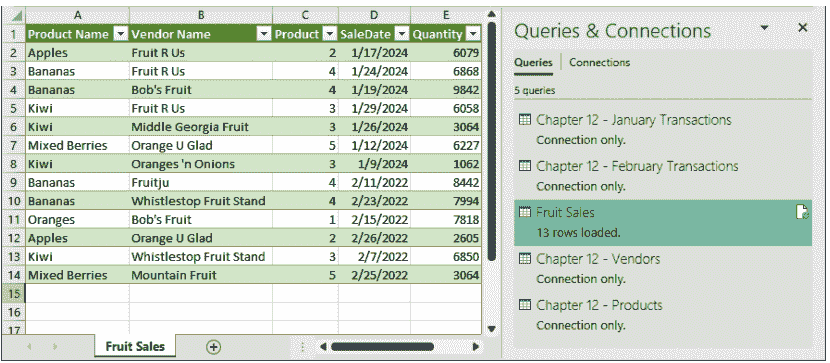 A B C D E
1 Product Name Vendor Name Product SaleDate Quantity
2 Apples Fruit R Us 2 1/17/2024 6079
3 Bananas Fruit R Us 4 1/24/2024 6868
4 Bananas Bob's Fruit 4 1/19/2024 9842
5 Kiwi Fruit R Us 3 1/29/2024 6058
6 Kiwi Middle Georgia Fruit 3 1/26/2024 3064
7 Mixed Berries Orange U Glad 5 1/12/2024 6227
8 Kiwi Oranges 'n Onions 3 1/9/2024 1062
9 Bananas Fruitju 4 2/11/2022 8442
10 Bananas Whistlestop Fruit Stand 4 2/23/2022 7994
11 Oranges Bob's Fruit 1 2/15/2022 7818
12 Apples Orange U Glad 2 2/26/2022 2605
13 Kiwi Whistlestop Fruit Stand 3 2/7/2022 6850
14 Mixed Berries Mountain Fruit 5 2/25/2022 3064
15
16
17
Fruit Sales
Queries & Connections
Queries Connections
5 queries
Chapter 12 - January Transactions
Connection only.
Chapter 12 - February Transactions
Connection only.
Fruit Sales
13 rows loaded.
Chapter 12 - Vendors
Connection only.
Chapter 12 - Products
Connection only.